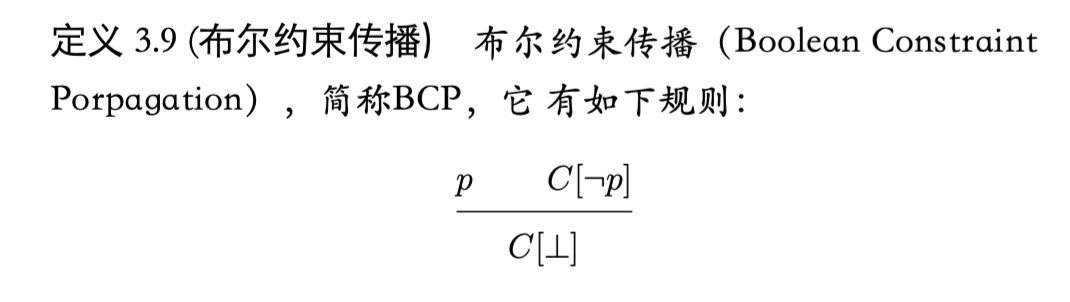 定义 3.9 (布尔约束传播) 布尔约束传播（Boolean Constraint
Porpagation），简称BCP，它 有如下规则：
p C[¬p]
C[⊥]